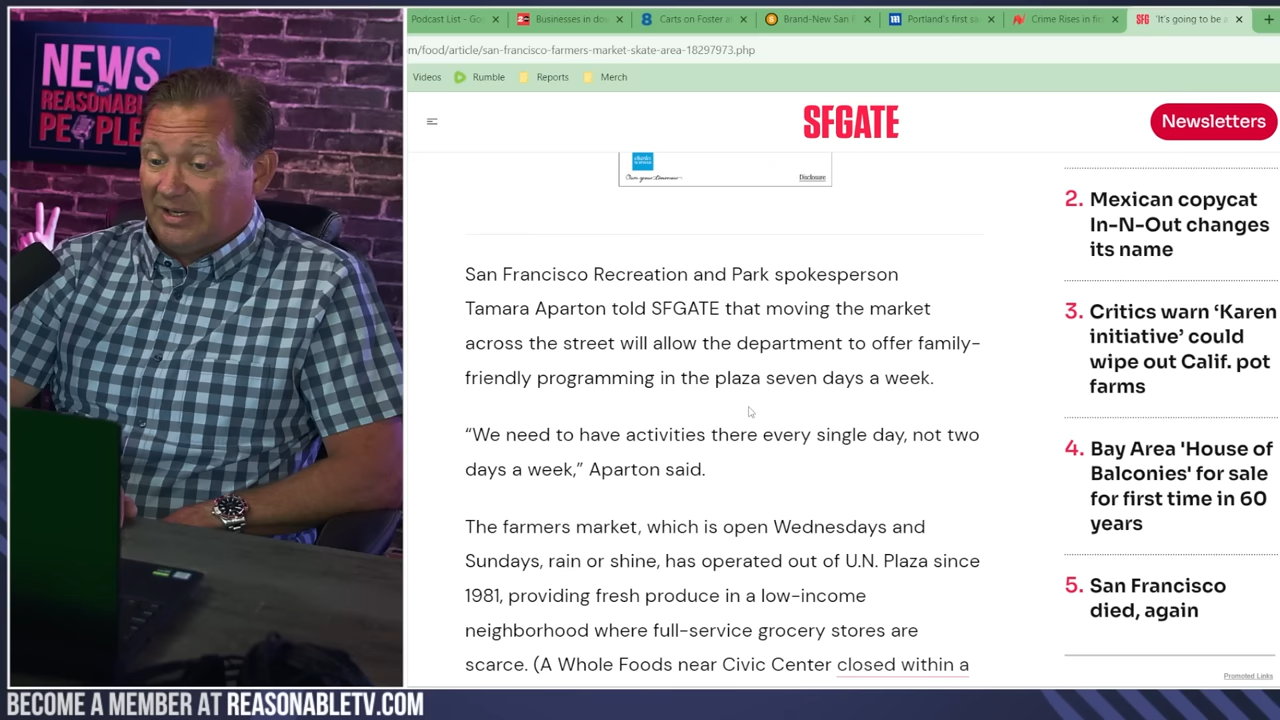 Podcast List - Go
Businesses in do
Carts on Foster a
Brand-New San F
Portland's first sa
Crime Rises in fir
'It's going to be a
m/food/article/san-francisco-farmers-market-skate-area-18297973.php
Videos
Rumble
Reports
Merch
NEWS
REASONABLE
PEOPLE
SFGATE
Newsletters
Own your tomorrow
Disclosure
San Francisco Recreation and Park spokesperson
Tamara Aparton told SFGATE that moving the market
across the street will allow the department to offer family-
friendly programming in the plaza seven days a week.
“We need to have activities there every single day, not two
days a week,” Aparton said.
The farmers market, which is open Wednesdays and
Sundays, rain or shine, has operated out of U.N. Plaza since
1981, providing fresh produce in a low-income
neighborhood where full-service grocery stores are
scarce. (A Whole Foods near Civic Center closed within a
2. Mexican copycat
In-N-Out changes
its name
3. Critics warn ‘Karen
initiative’ could
wipe out Calif. pot
farms
4. Bay Area 'House of
Balconies' for sale
for first time in 60
years
5. San Francisco
died, again
Promoted Links
BECOME A MEMBER AT REASONABLETV.COM